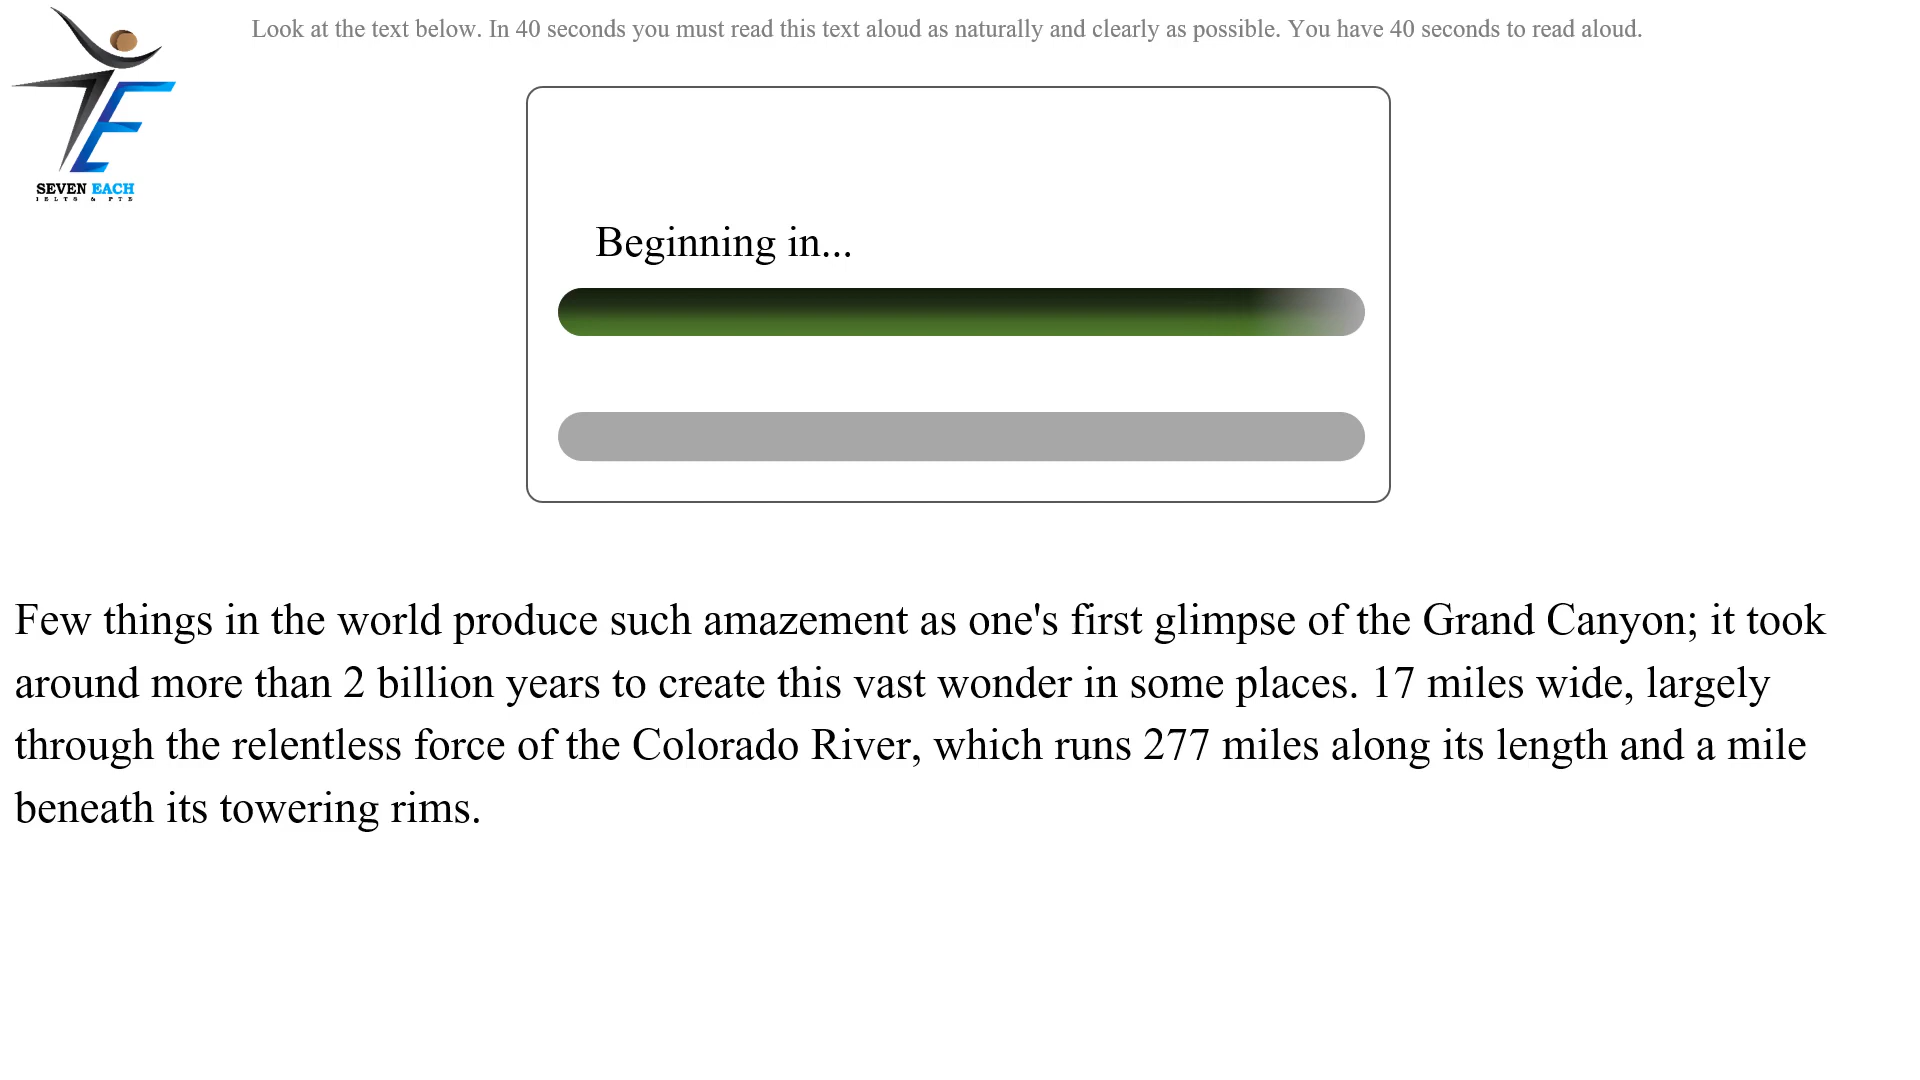 Look at the text below. In 40 seconds you must read this text aloud as naturally and clearly as possible. You have 40 seconds to read aloud.
SEVEN EACH
IELTS & PTE
Beginning in...
Few things in the world produce such amazement as one's first glimpse of the Grand Canyon; it took
around more than 2 billion years to create this vast wonder in some places. 17 miles wide, largely
through the relentless force of the Colorado River, which runs 277 miles along its length and a mile
beneath its towering rims.